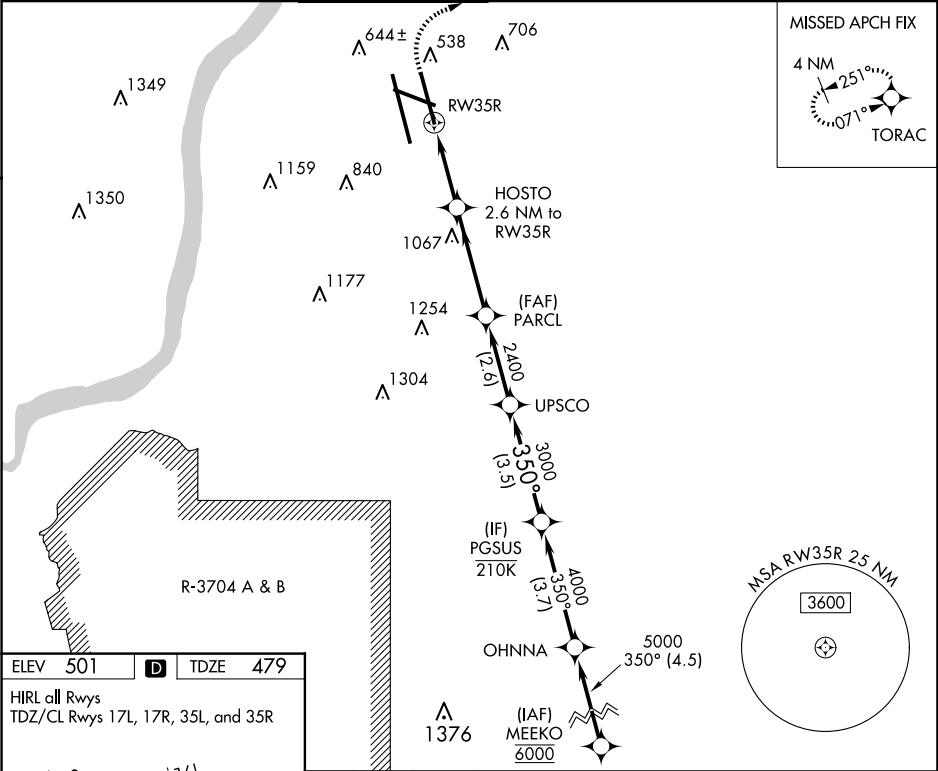 MISSED APCH FIX
4 NM
251°
071°
TORAC
644±
538
706
1349
RW35R
1159
840
1350
HOSTO
2.6 NM to
RW35R
1067
1177
(FAF)
PARCL
1254
2400
(2.6)
1304
UPSCO
3000
350°
(3.5)
(IF)
PGSUS
210K
R-3704 A & B
4000
350°
(3.7)
MSA RW35R 25 NM
3600
OHNNA
5000
350° (4.5)
ELEV 501 D TDZE 479
HIRL all Rwys
TDZ/CL Rwys 17L, 17R, 35L, and 35R
1376
(IAF)
MEEKO
6000